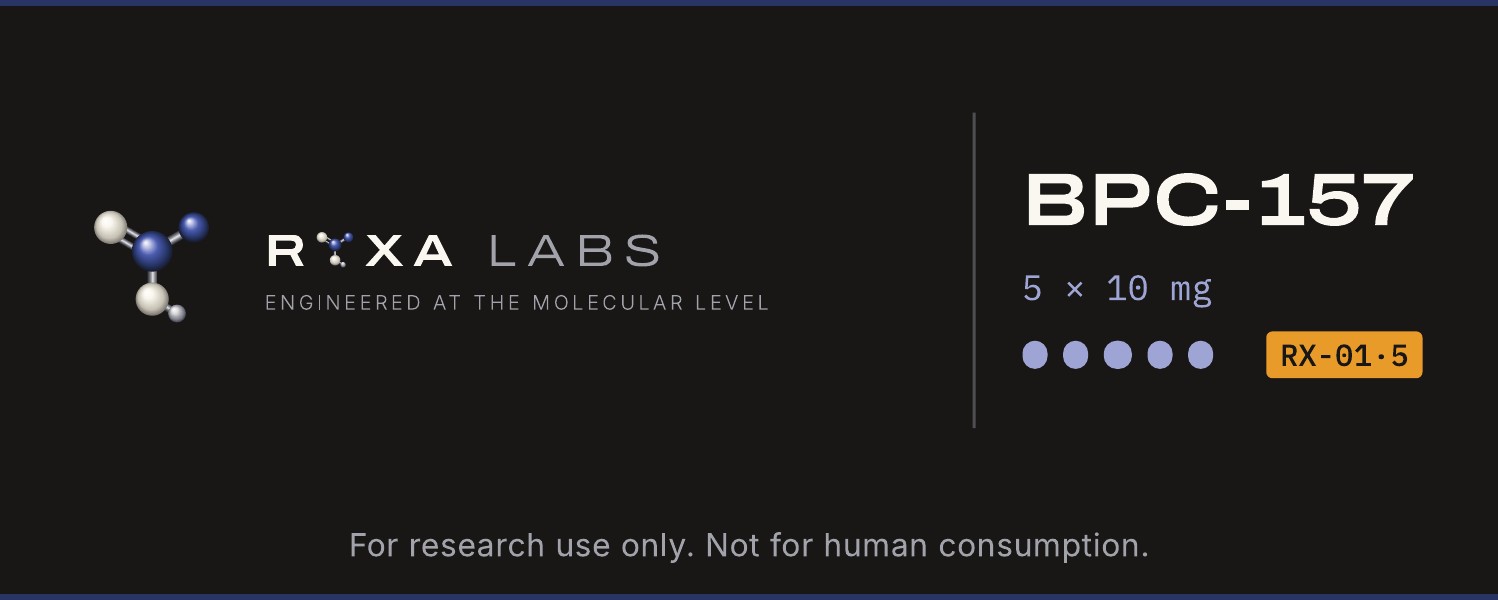 ROXA LABS
ENGINEERED AT THE MOLECULAR LEVEL
BPC-157
5 × 10 mg
RX-01·5
For research use only. Not for human consumption.